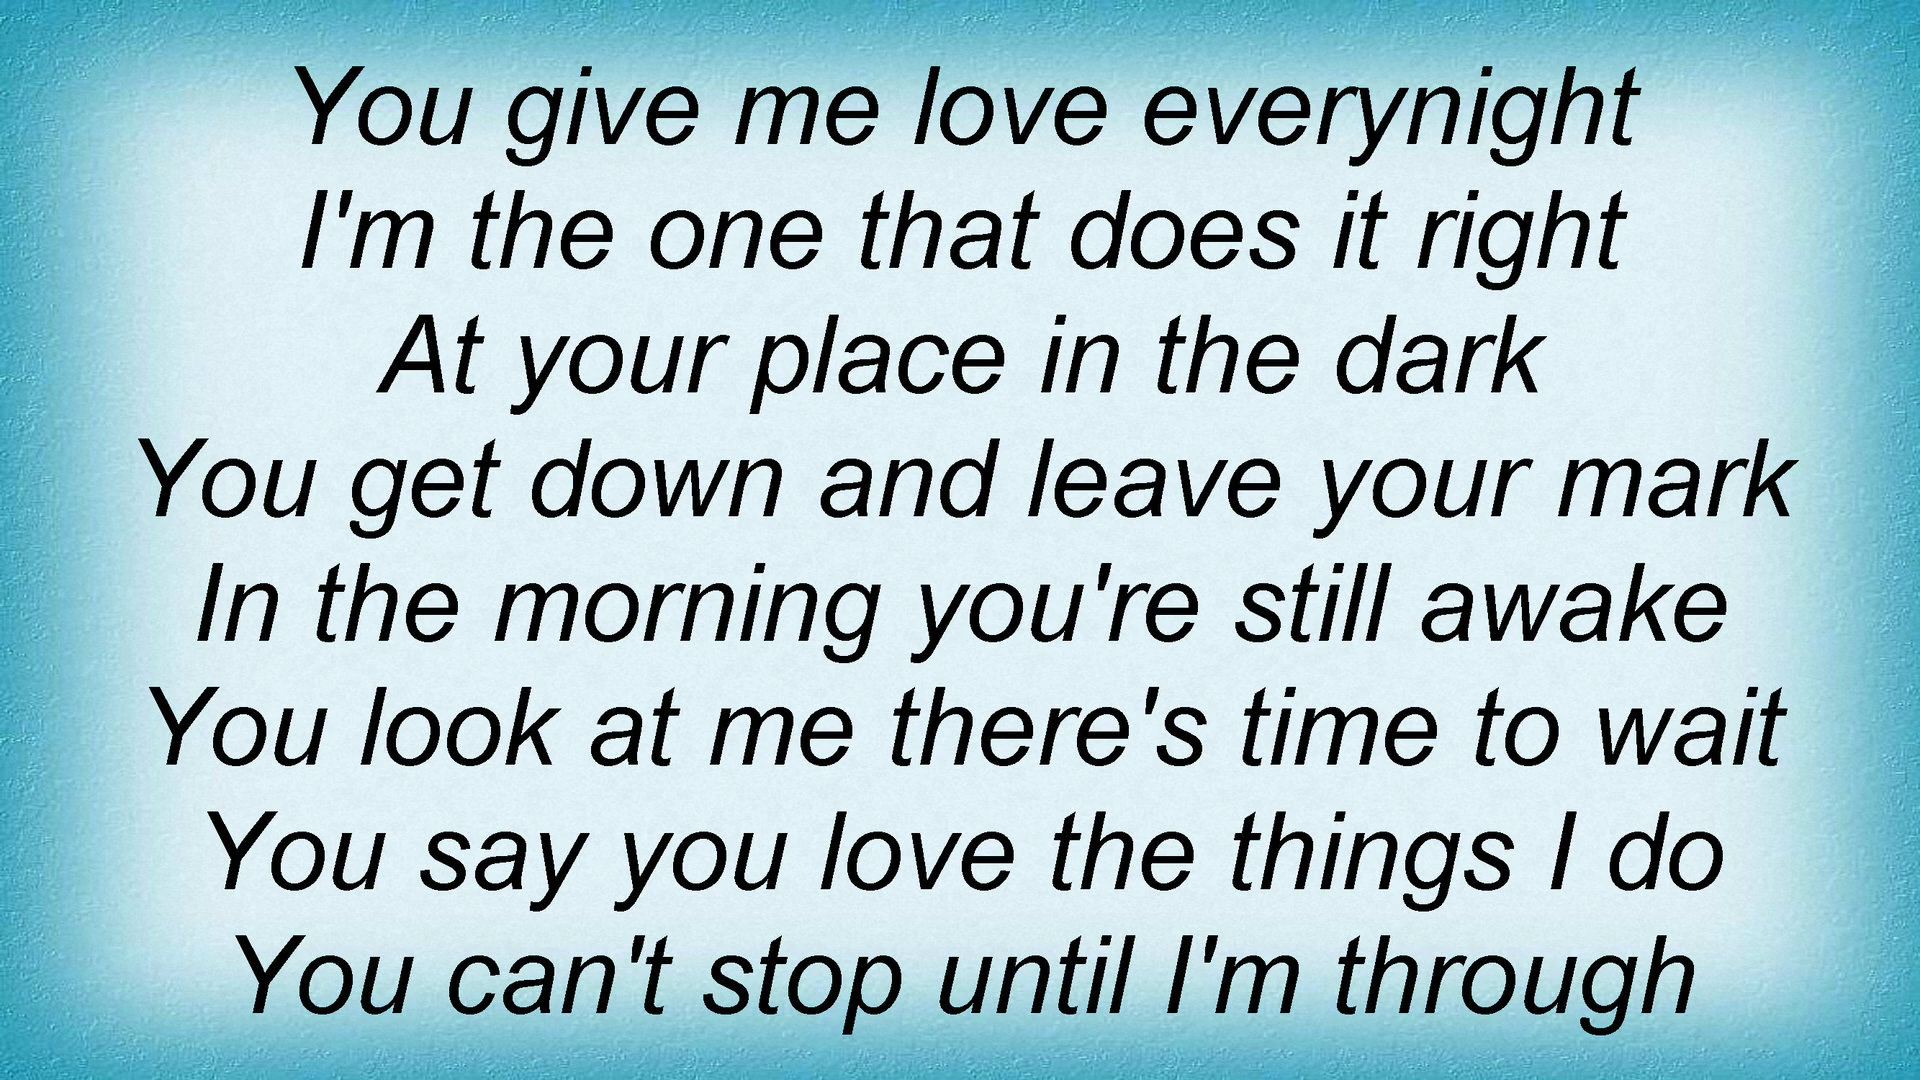 You give me love everynight
I'm the one that does it right
At your place in the dark
You get down and leave your mark
In the morning you're still awake
You look at me there's time to wait
You say you love the things I do
You can't stop until I'm through